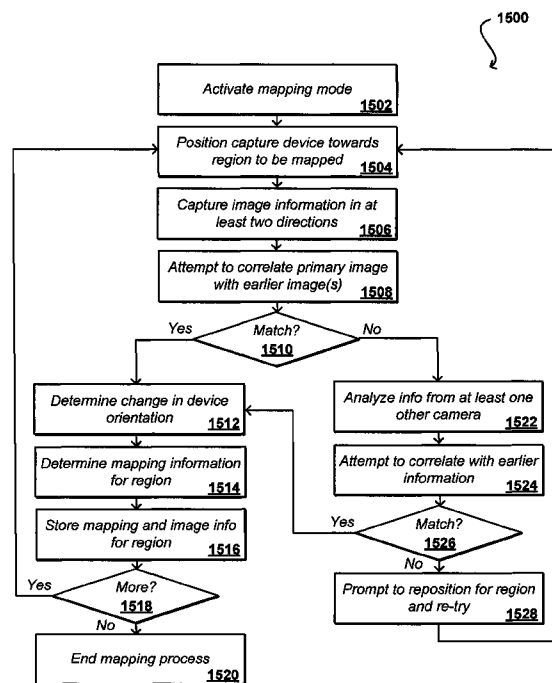 1500
Activate mapping mode
1502
Position capture device towards
region to be mapped
1504
Capture image information in at
least two directions
1506
Attempt to correlate primary image
with earlier image(s)
1508
Yes
Match?
No
1510
Determine change in device
orientation
1512
Analyze info from at least one
other camera
1522
Determine mapping information
for region
1514
Attempt to correlate with earlier
information
1524
Store mapping and image info
for region
1516
Yes
Match?
1526
No
Yes
More?
1518
No
Prompt to reposition for region
and re-try
1528
End mapping process
1520